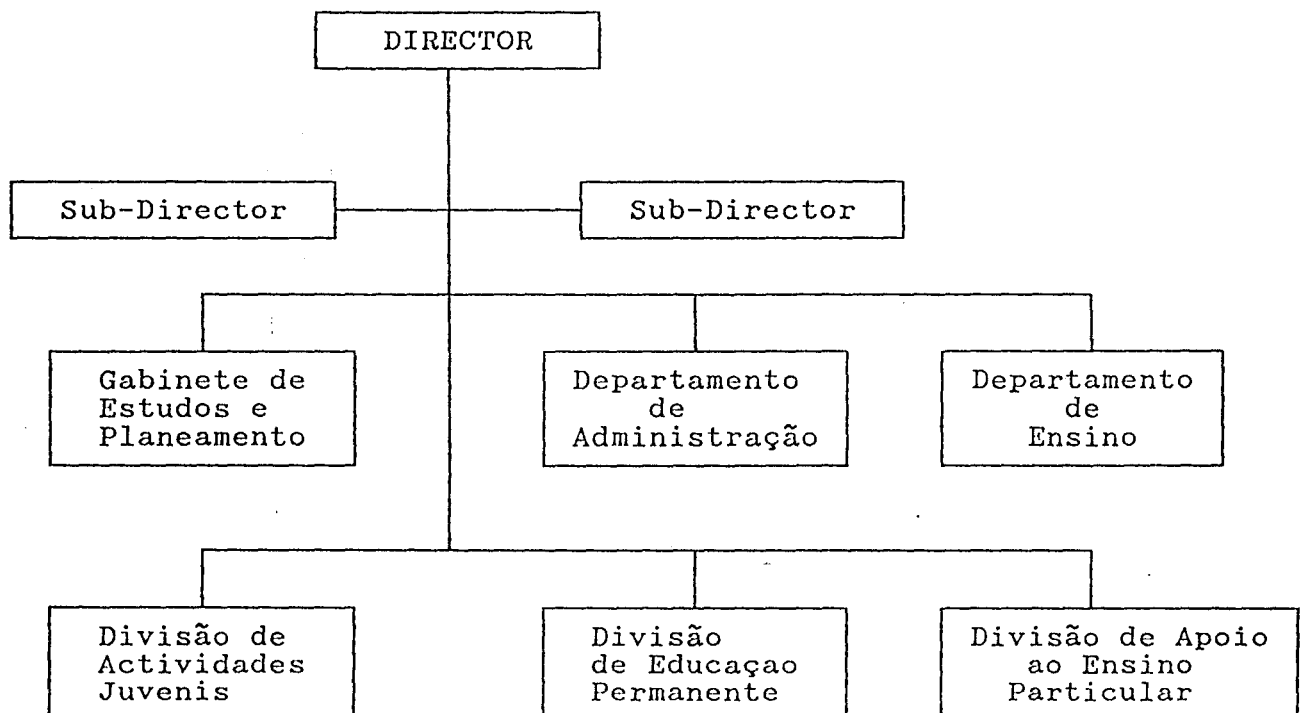 DIRECTOR
Sub-Director
Sub-Director
Gabinete de
Estudos e
Planeamento
Departamento
de
Administração
Departamento
de
Ensino
Divisão de
Actividades
Juvenis
Divisão
de Educaçao
Permanente
Divisão de Apoio
ao Ensino
Particular